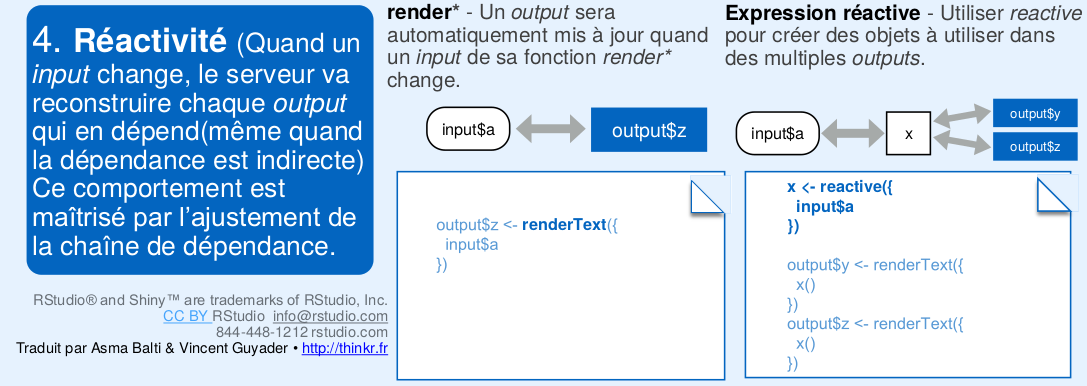 4. Réactivité (Quand un
input change, le serveur va
reconstruire chaque output
qui en dépend(même quand
la dépendance est indirecte)
Ce comportement est
maîtrisé par l’ajustement de
la chaîne de dépendance.
RStudio® and Shiny™ are trademarks of RStudio, Inc.
CC BY RStudio info@rstudio.com
844-448-1212 rstudio.com
Traduit par Asma Balti & Vincent Guyader • http://thinkr.fr
render* - Un output sera
automatiquement mis à jour quand
un input de sa fonction render*
change.
input$a
output$z
output$z <- renderText({
input$a
})
Expression réactive - Utiliser reactive
pour créer des objets à utiliser dans
des multiples outputs.
input$a
x
output$y
output$z
x <- reactive({
input$a
})
output$y <- renderText({
x()
})
output$z <- renderText({
x()
})